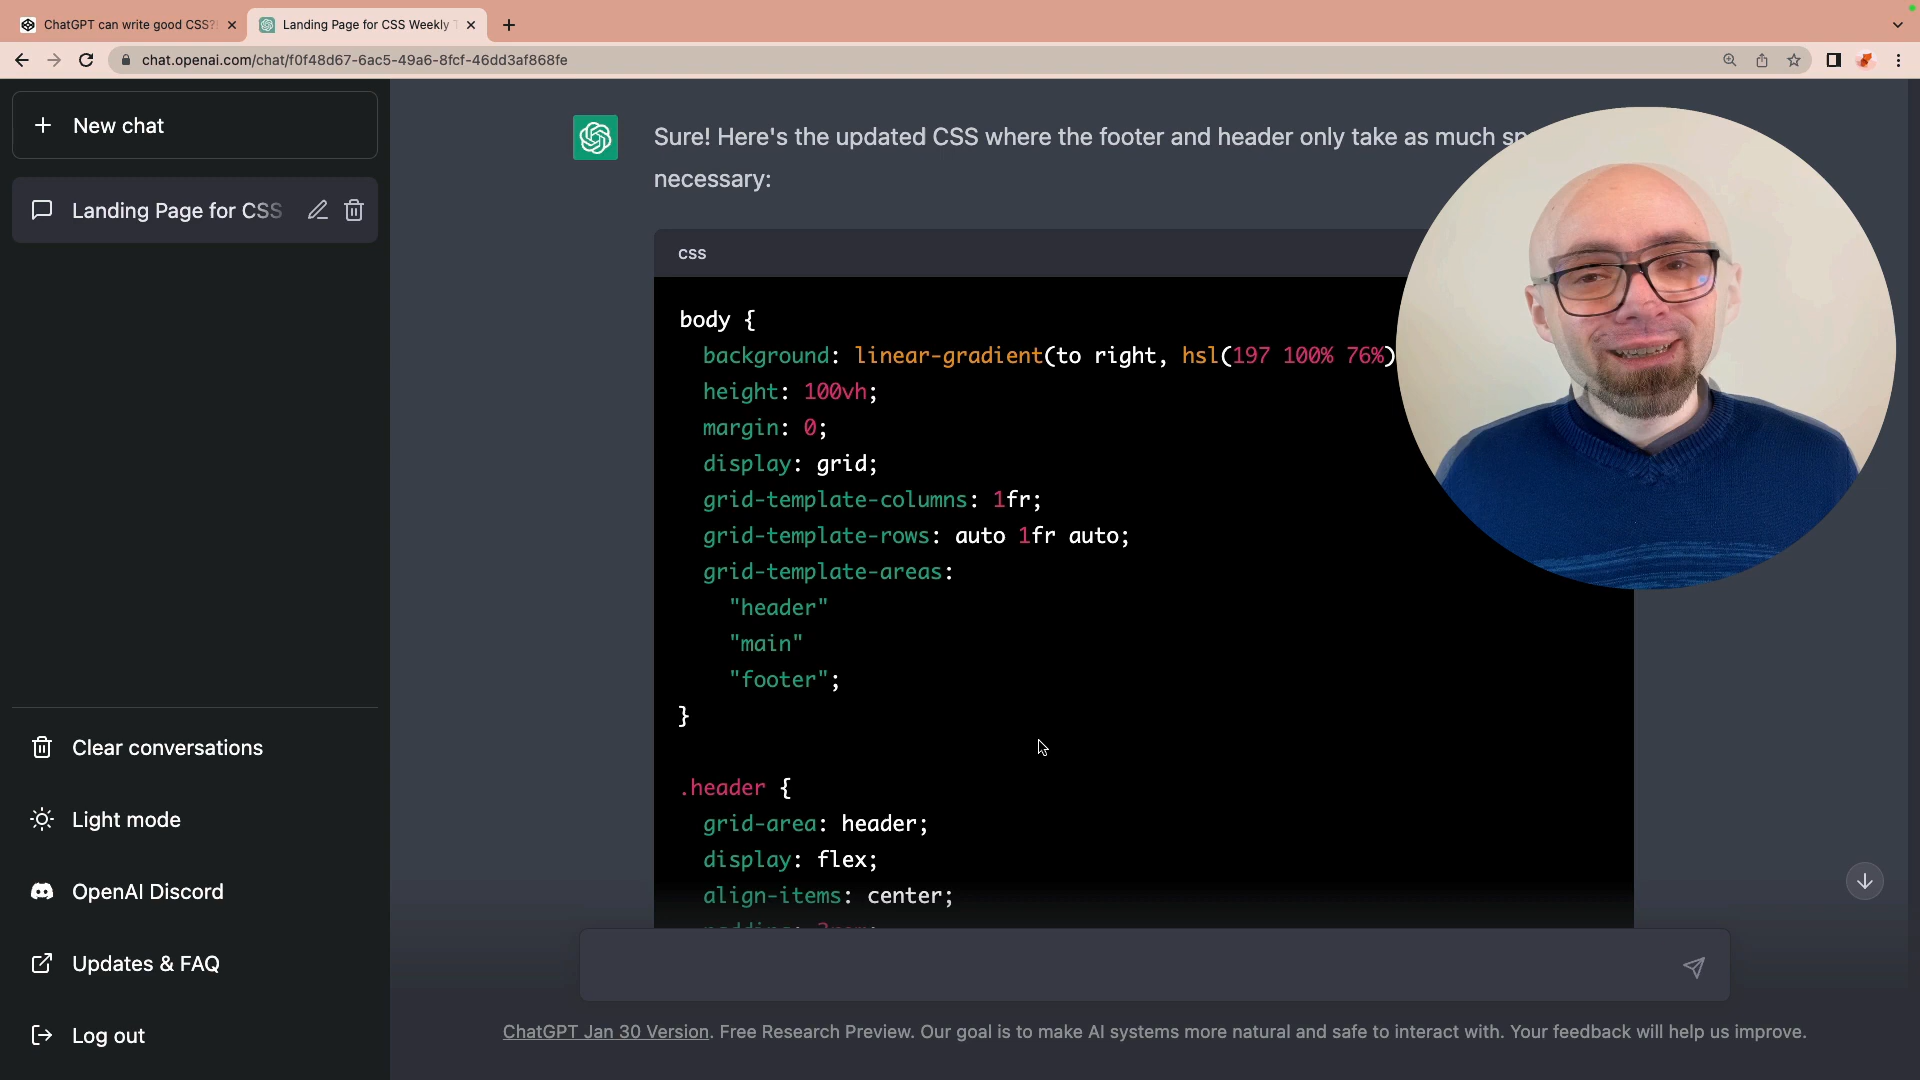 ChatGPT can write good CSS?
Landing Page for CSS Weekly
chat.openai.com/chat/f0f48d67-6ac5-49a6-8fcf-46dd3af868fe
New chat
Landing Page for CSS
Clear conversations
Light mode
OpenAI Discord
Updates & FAQ
Log out
Sure! Here's the updated CSS where the footer and header only take as much
necessary:
css
body {
background: linear-gradient(to right, hsl(197 100% 76%)
height: 100vh;
margin: 0;
display: grid;
grid-template-columns: 1fr;
grid-template-rows: auto 1fr auto;
grid-template-areas:
"header"
"main"
"footer";
}
.header {
grid-area: header;
display: flex;
align-items: center;
ChatGPT Jan 30 Version. Free Research Preview. Our goal is to make AI systems more natural and safe to interact with. Your feedback will help us improve.